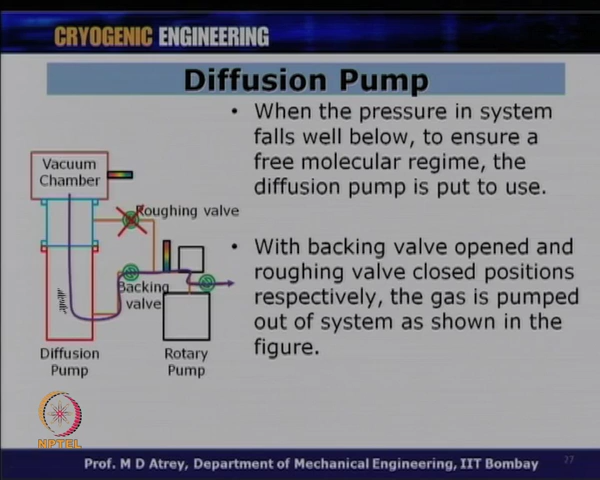 CRYOGENIC ENGINEERING
Diffusion Pump
• When the pressure in system
falls well below, to ensure a
free molecular regime, the
diffusion pump is put to use.
• With backing valve opened and
roughing valve closed positions
respectively, the gas is pumped
out of system as shown in the
figure.
Vacuum
Chamber
Roughing valve
Backing
valve
Diffusion
Pump
Rotary
Pump
NPTEL
Prof. M D Atrey, Department of Mechanical Engineering, IIT Bombay
27